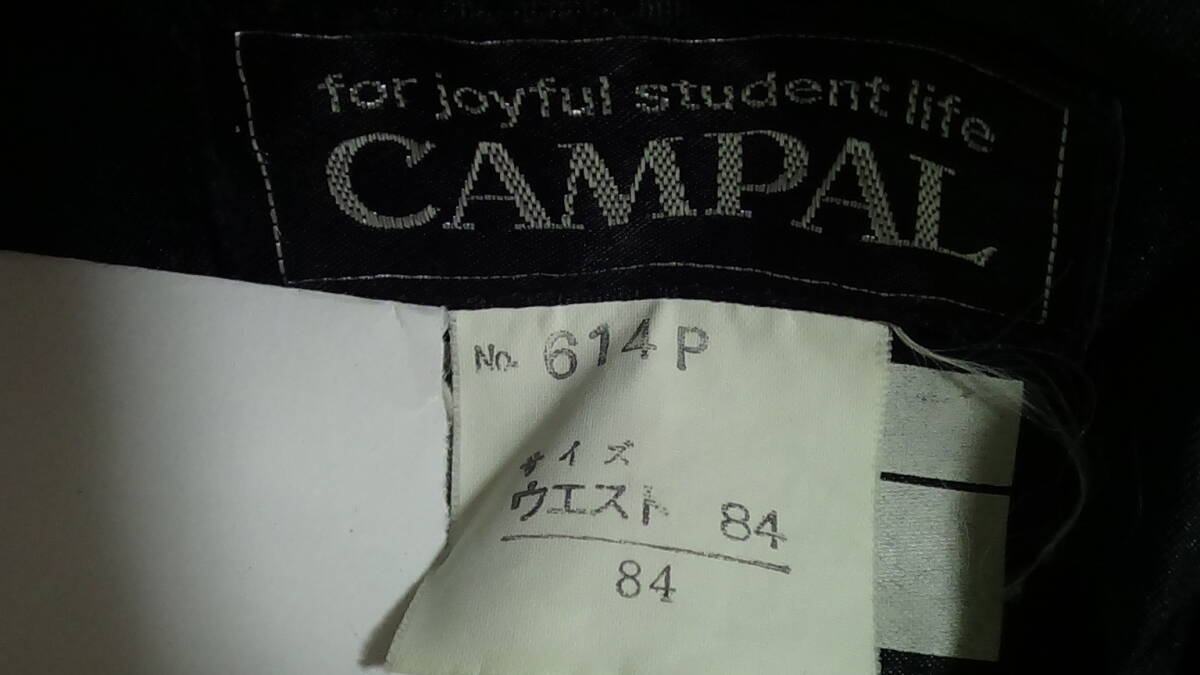 for joyful student life
CAMPAL
No. 614 P
サイズ
ウエスト 84
84